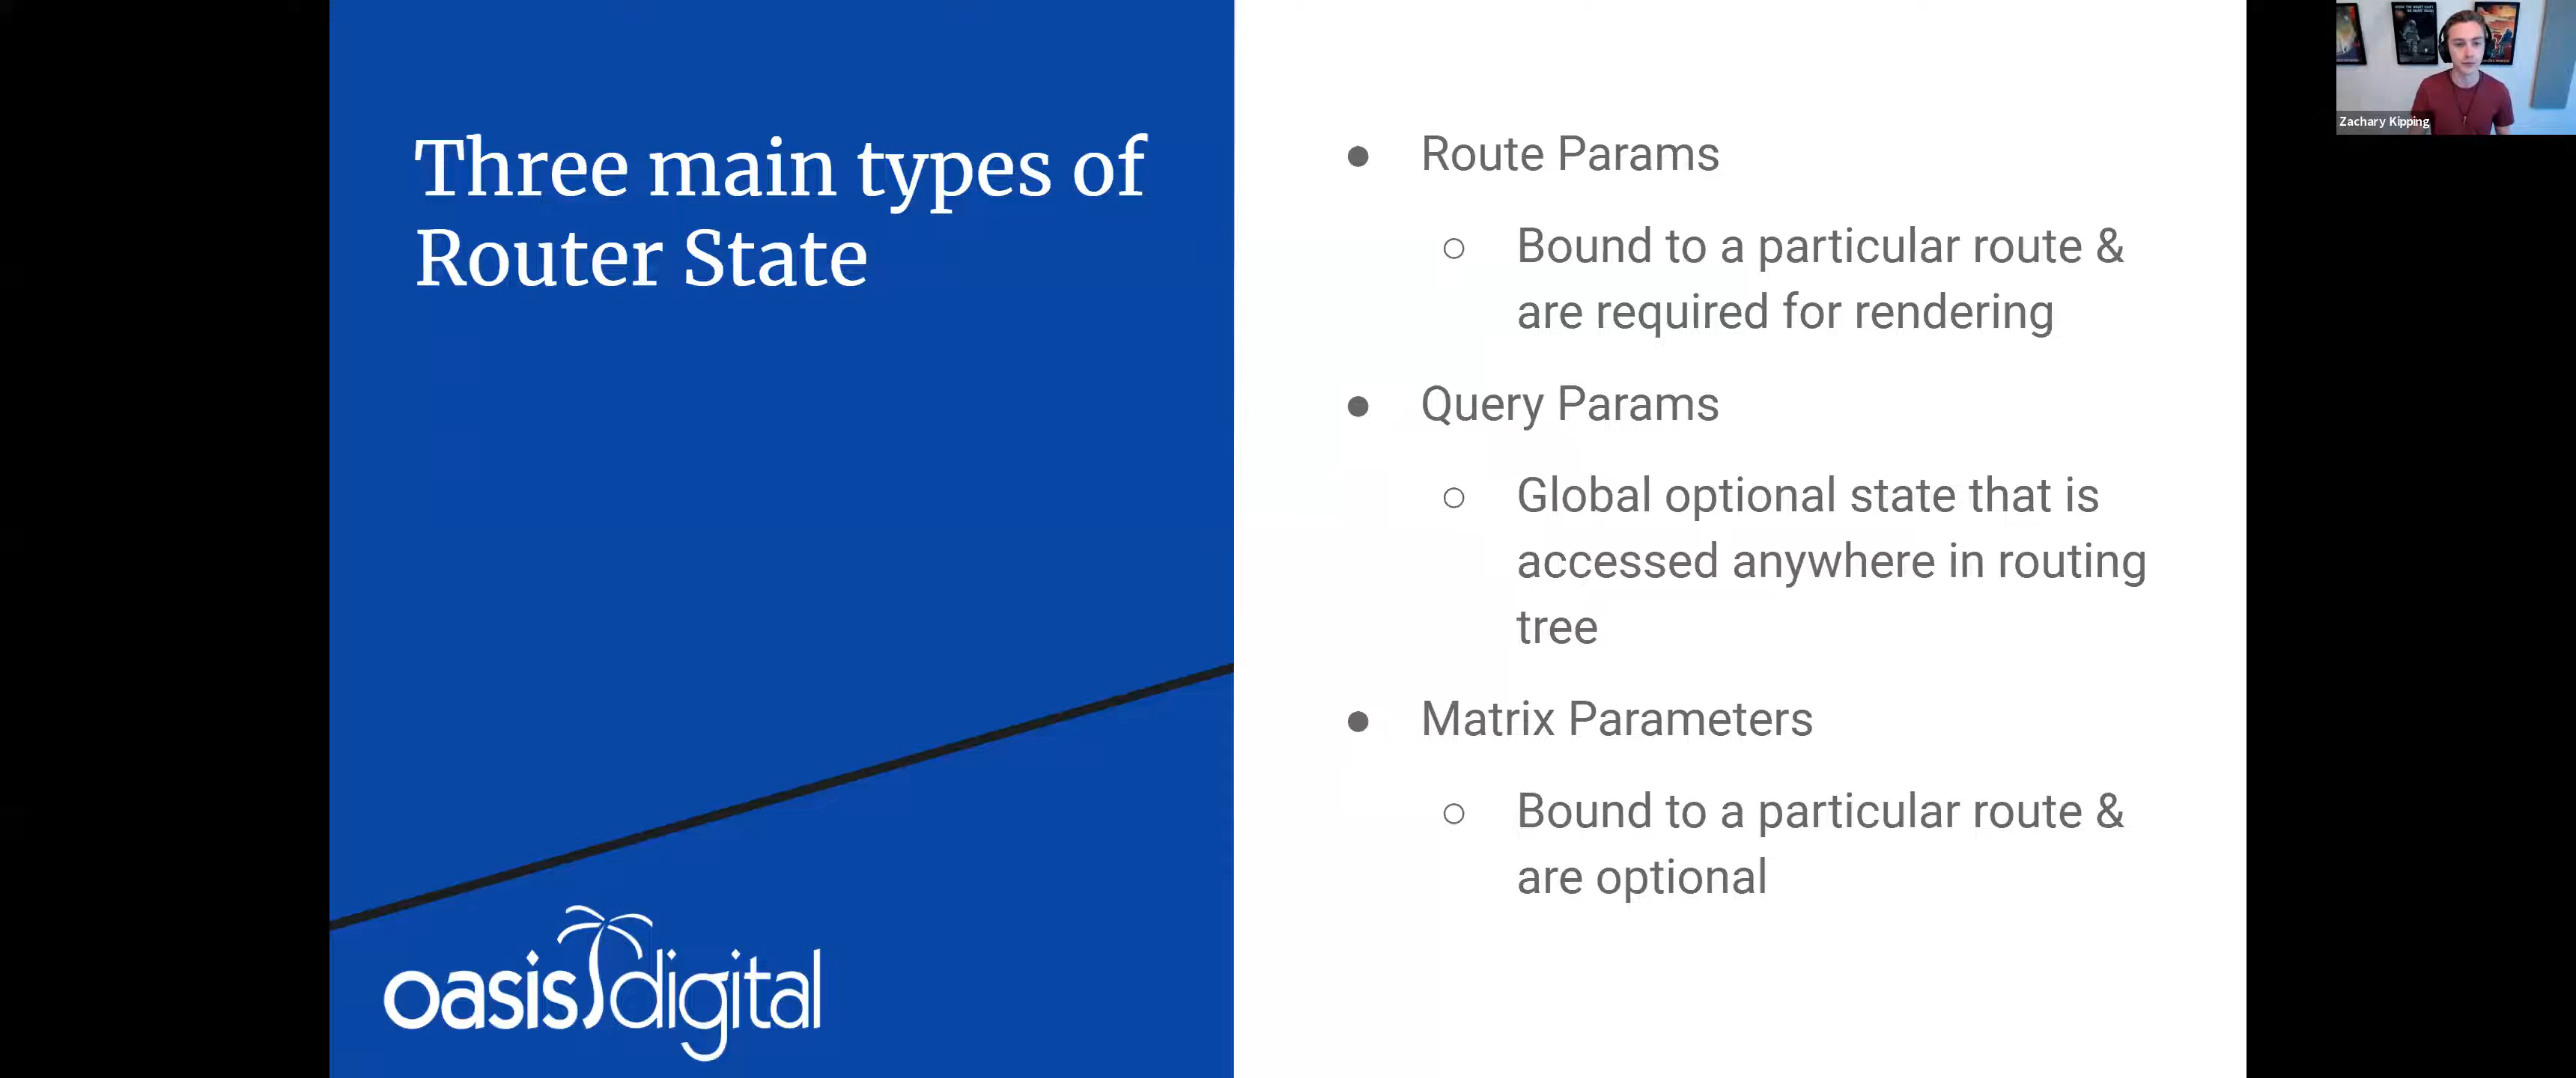 Three main types of
Router State
● Route Params
○ Bound to a particular route &
are required for rendering
● Query Params
○ Global optional state that is
accessed anywhere in routing
tree
● Matrix Parameters
○ Bound to a particular route &
are optional
oasis digital
Zachary Kipping